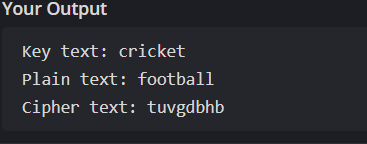 Your Output
Key text: cricket
Plain text: football
Cipher text: tuvgdbhb